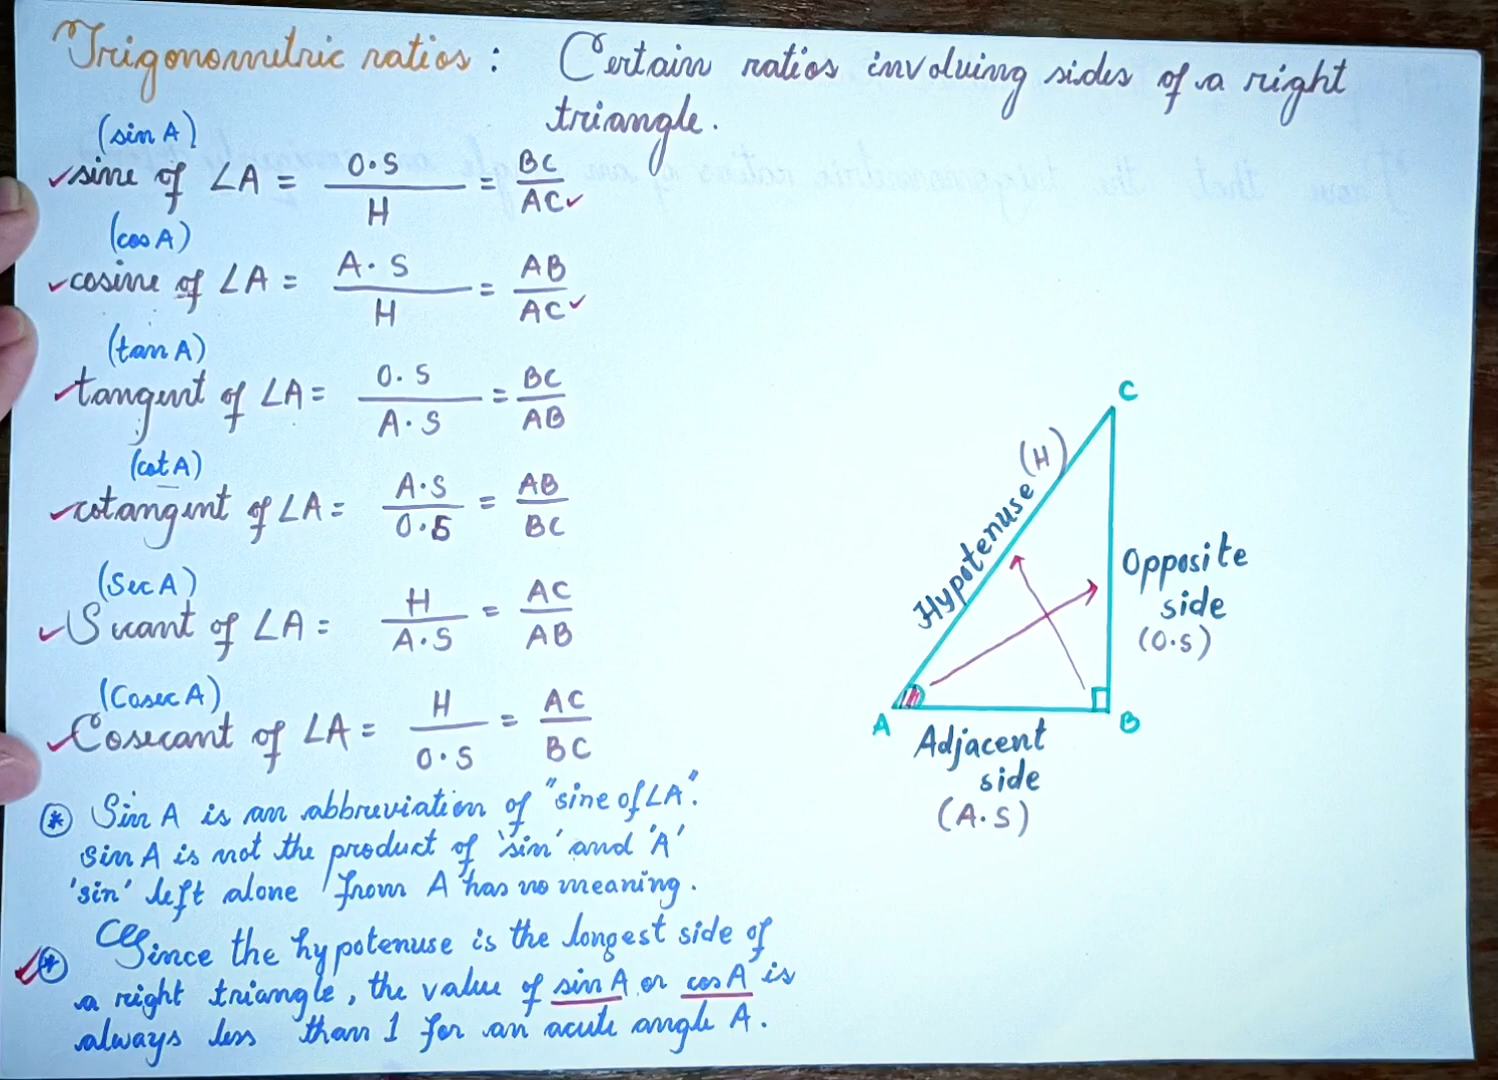 Trigonometric ratios : Certain ratios involving sides of a right
triangle.
(sin A)
sine of ∠A = O.S / H = BC / AC
(cos A)
cosine of ∠A = A.S / H = AB / AC
(tan A)
tangent of ∠A = O.S / A.S = BC / AB
(cot A)
cotangent of ∠A = A.S / O.S = AB / BC
(Sec A)
Secant of ∠A = H / A.S = AC / AB
(Cosec A)
Cosecant of ∠A = H / O.S = AC / BC
* Sin A is an abbreviation of "sine of ∠A".
sin A is not the product of 'sin' and 'A'
'sin' left alone from A has no meaning.
* Since the hypotenuse is the longest side of
a right triangle, the value of sin A or cos A is
always less than 1 for an acute angle A.
C
Hypotenuse (H)
Opposite
side
(O.S)
A
B
Adjacent
side
(A.S)